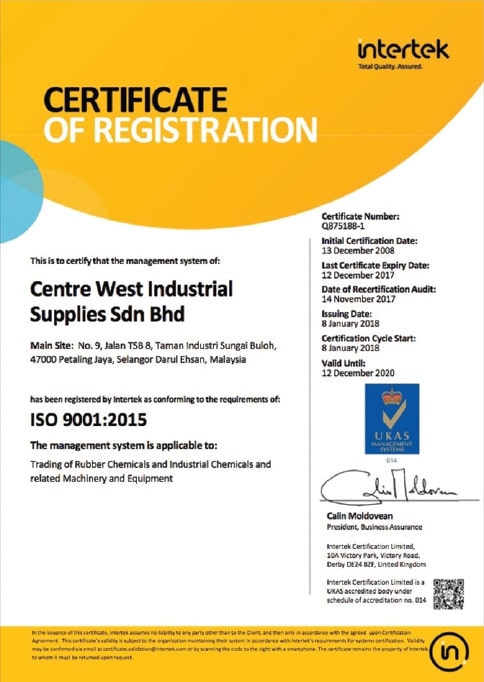 intertek
Total Quality. Assured.
CERTIFICATE
OF REGISTRATION
This is to certify that the management system of:
Centre West Industrial
Supplies Sdn Bhd
Main Site: No. 9, Jalan TSB 8, Taman Industri Sungai Buloh,
47000 Petaling Jaya, Selangor Darul Ehsan, Malaysia
has been registered by Intertek as conforming to the requirements of:
ISO 9001:2015
The management system is applicable to:
Trading of Rubber Chemicals and Industrial Chemicals and
related Machinery and Equipment
Certificate Number:
QB75188-1
Initial Certification Date:
13 December 2008
Last Certificate Expiry Date:
12 December 2017
Date of Recertification Audit:
14 November 2017
Issuing Date:
8 January 2018
Certification Cycle Start:
8 January 2018
Valid Until:
12 December 2020
UKAS
MANAGEMENT
SYSTEMS
014
Calin Moldovean
Calin Moldovean
President, Business Assurance
Intertek Certification Limited,
10A Victory Park, Victory Road,
Derby DE24 8ZF, United Kingdom
Intertek Certification Limited is a
UKAS accredited body under
schedule of accreditation no. 014
In the issuance of this certificate, Intertek assumes no liability to any party other than to the Client, and then only in accordance with the agreed upon Certification
Agreement. This certificate's validity is subject to the organisation maintaining their system in accordance with Intertek's requirements for systems certification. Validity
may be confirmed via email at certificate.validation@intertek.com or by scanning the code to the right with a smartphone. The certificate remains the property of Intertek,
to whom it must be returned upon request.
in